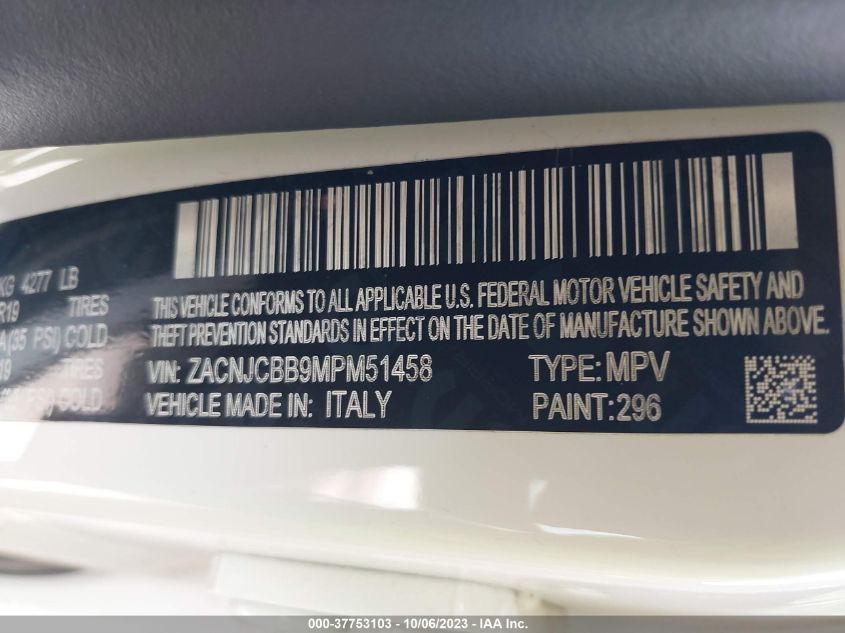 KG 4277 LB
R19 TIRES
(35 PSI) COLD
THIS VEHICLE CONFORMS TO ALL APPLICABLE U.S. FEDERAL MOTOR VEHICLE SAFETY AND
THEFT PREVENTION STANDARDS IN EFFECT ON THE DATE OF MANUFACTURE SHOWN ABOVE.
19 TIRES
VIN: ZACNJCBB9MPM51458 TYPE: MPV
PSI) COLD
VEHICLE MADE IN: ITALY PAINT:296
000-37753103 - 10/06/2023 - IAA Inc.